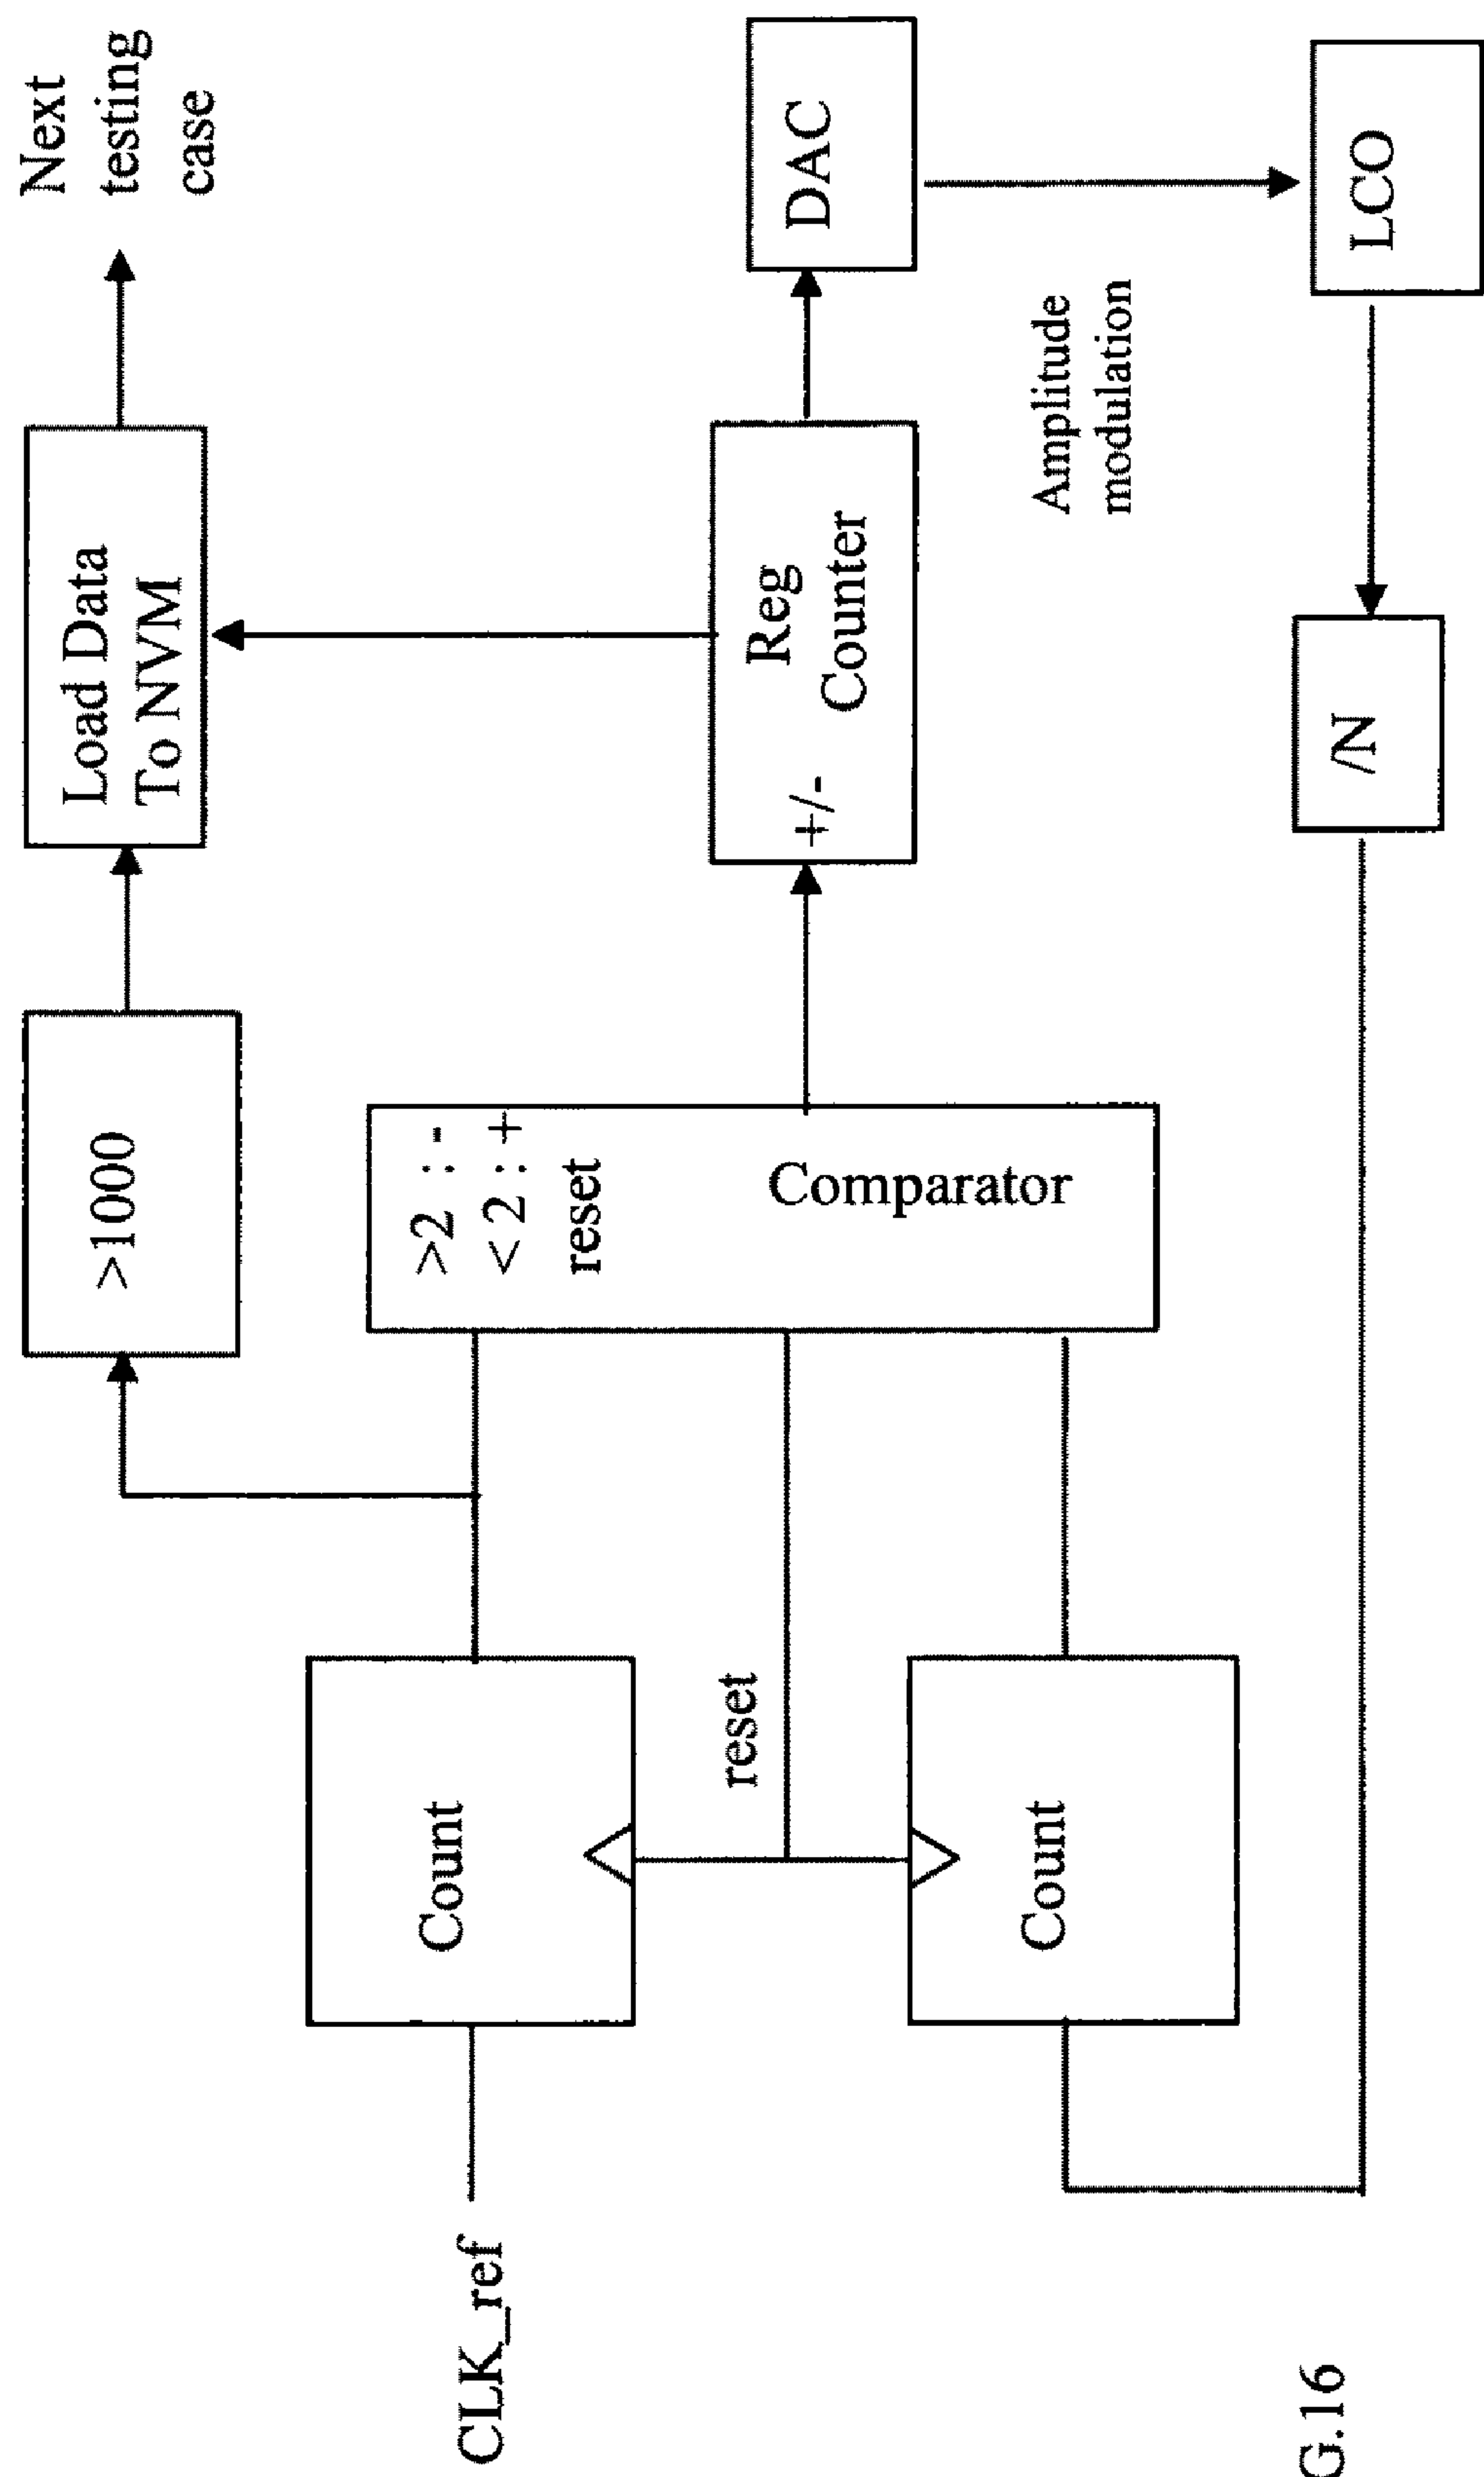 Next
testing
case
Load Data
To NVM
>1000
DAC
Reg
+/- Counter
Amplitude
modulation
LCO
/N
>2 : -
<2 : +
reset
Comparator
Count
reset
Count
CLK_ref
G.16